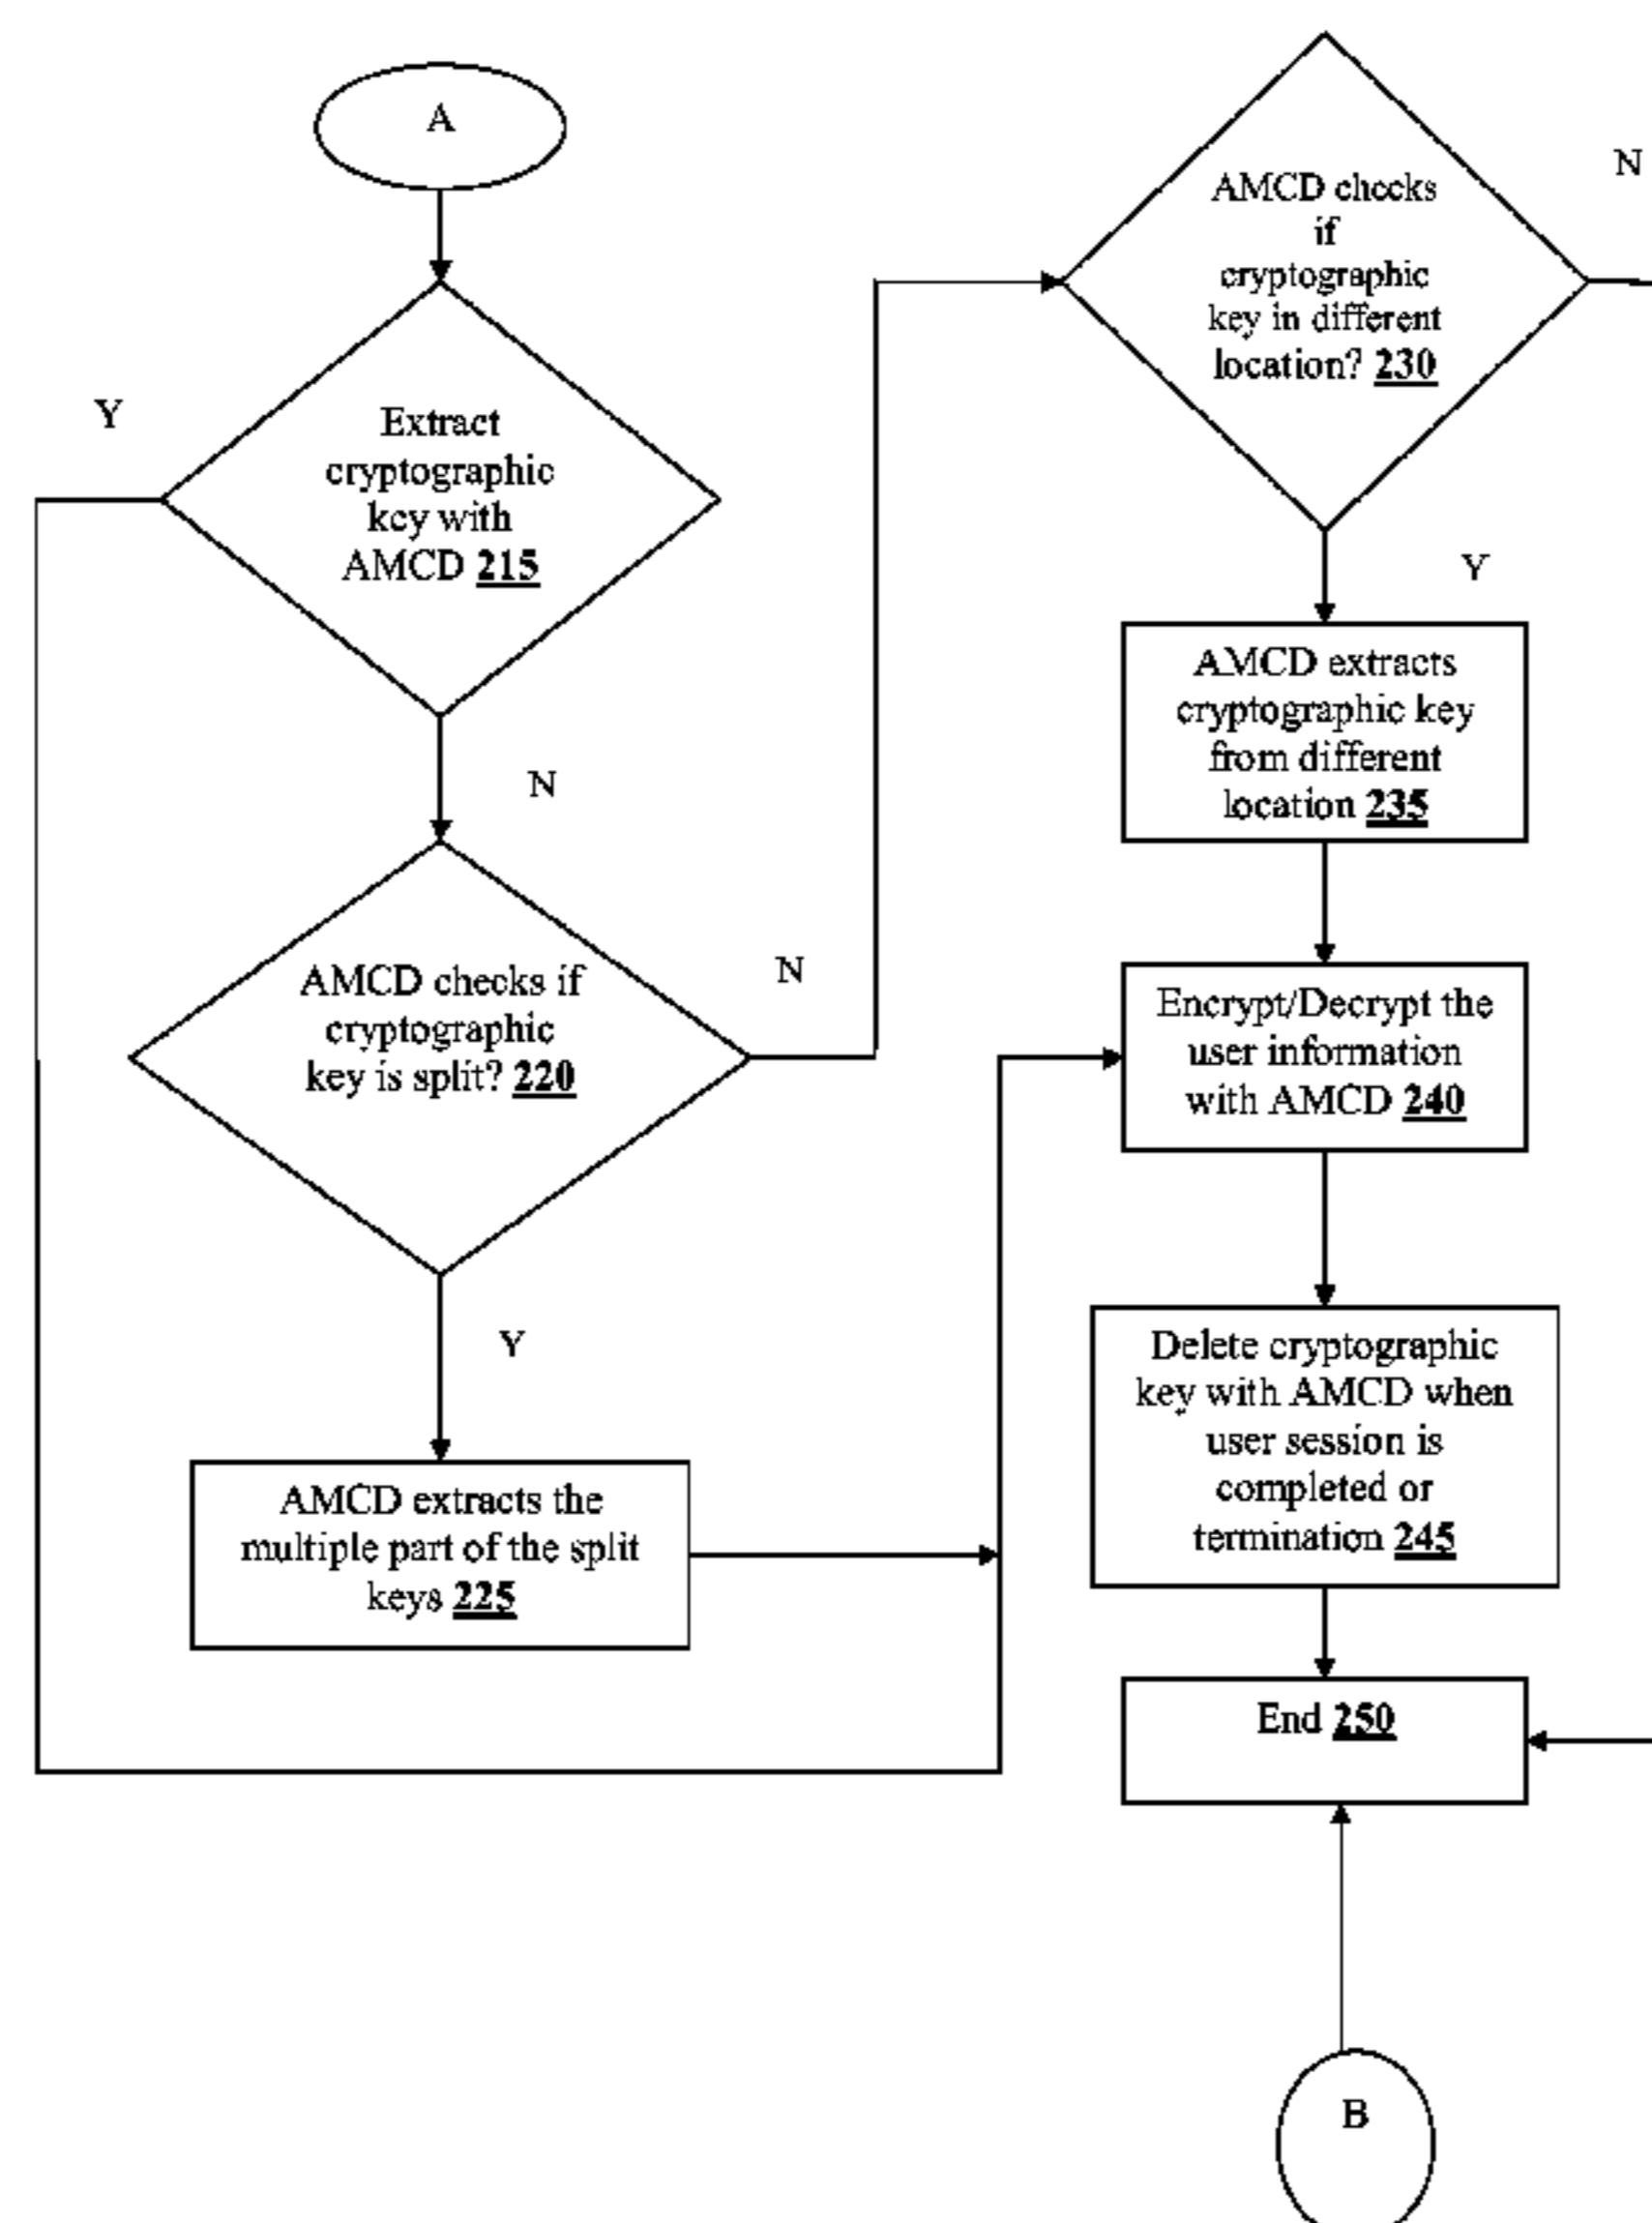 A
Y
Extract
cryptographic
key with
AMCD 215
N
AMCD checks if
cryptographic
key is split? 220
N
Y
AMCD extracts the
multiple part of the split
keys 225
AMCD checks
if
cryptographic
key in different
location? 230
N
Y
AMCD extracts
cryptographic key
from different
location 235
Encrypt/Decrypt the
user information
with AMCD 240
Delete cryptographic
key with AMCD when
user session is
completed or
termination 245
End 250
B